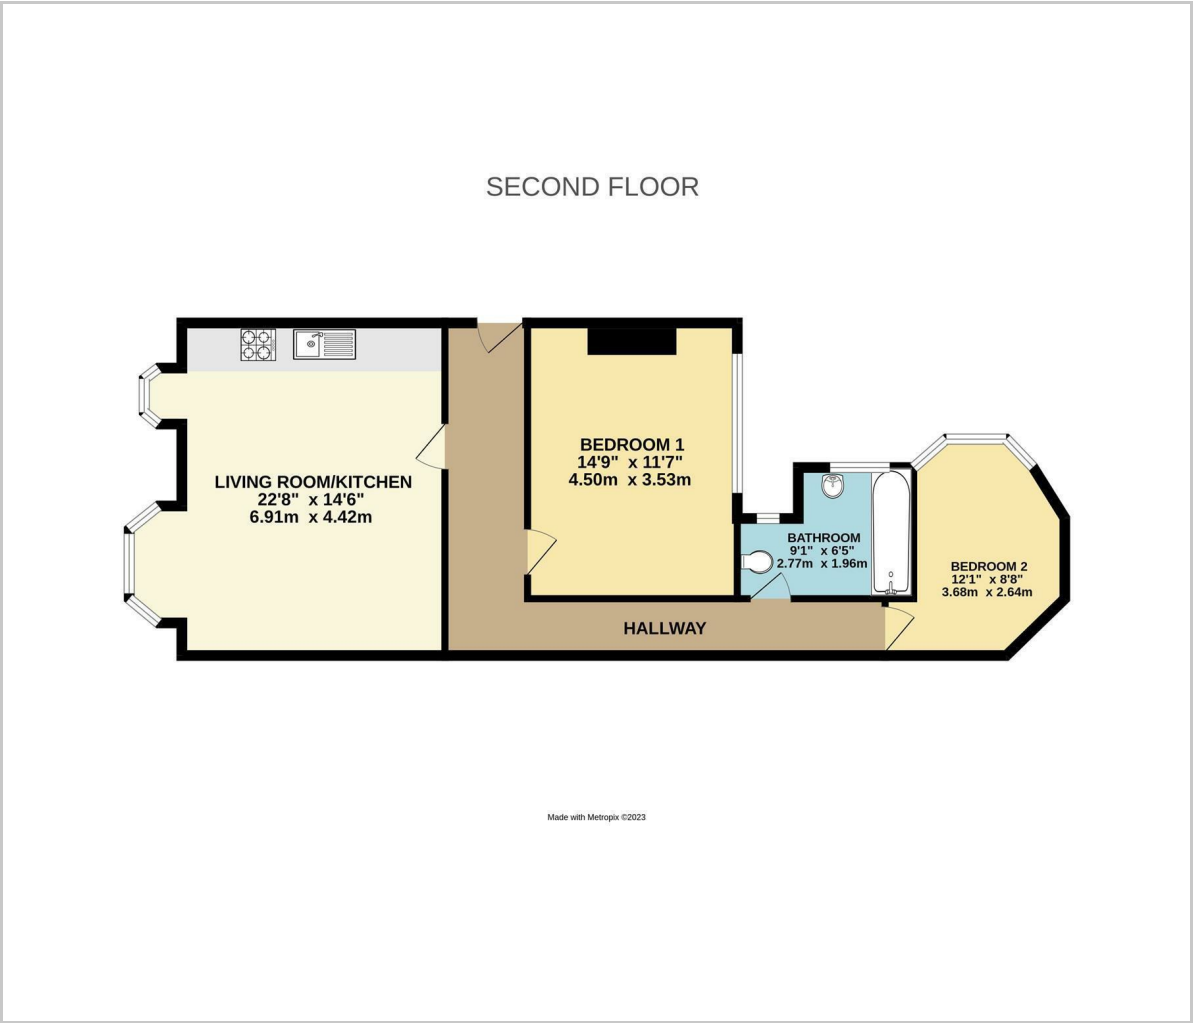 SECOND FLOOR
LIVING ROOM/KITCHEN
22'8" x 14'6"
6.91m x 4.42m
BEDROOM 1
14'9" x 11'7"
4.50m x 3.53m
BATHROOM
9'1" x 6'5"
2.77m x 1.96m
BEDROOM 2
12'1" x 8'8"
3.68m x 2.64m
HALLWAY
Made with Metropix ©2023